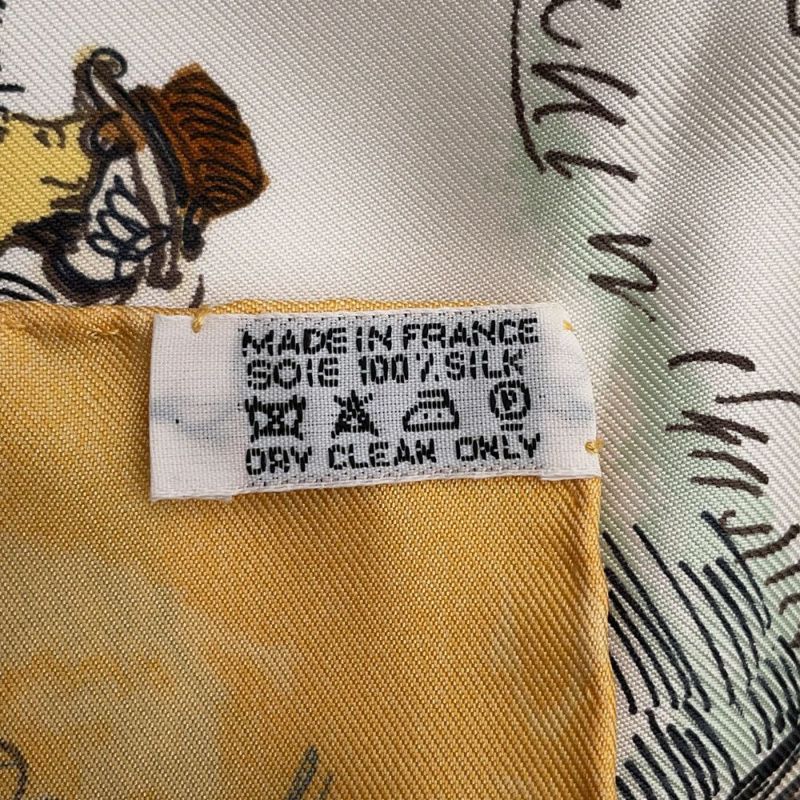 MADE IN FRANCE
SOIE 100% SILK
P
DRY CLEAN ONLY